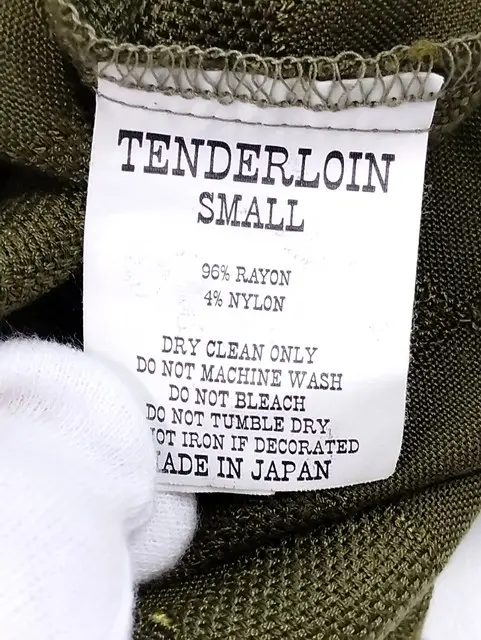 TENDERLOIN
SMALL
96% RAYON
4% NYLON
DRY CLEAN ONLY
DO NOT MACHINE WASH
DO NOT BLEACH
DO NOT TUMBLE DRY
NOT IRON IF DECORATED
MADE IN JAPAN